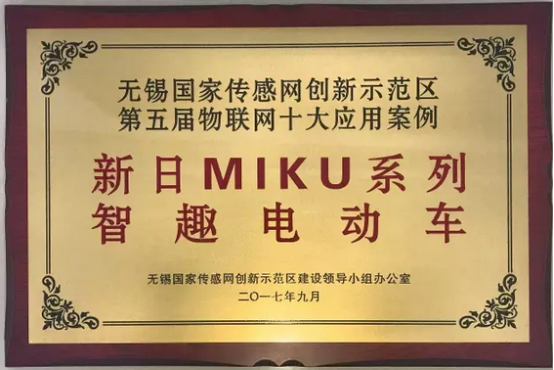 无锡国家传感网创新示范区
第五届物联网十大应用案例
新日MIKU系列
智趣电动车
无锡国家传感网创新示范区建设领导小组办公室
二〇一七年九月